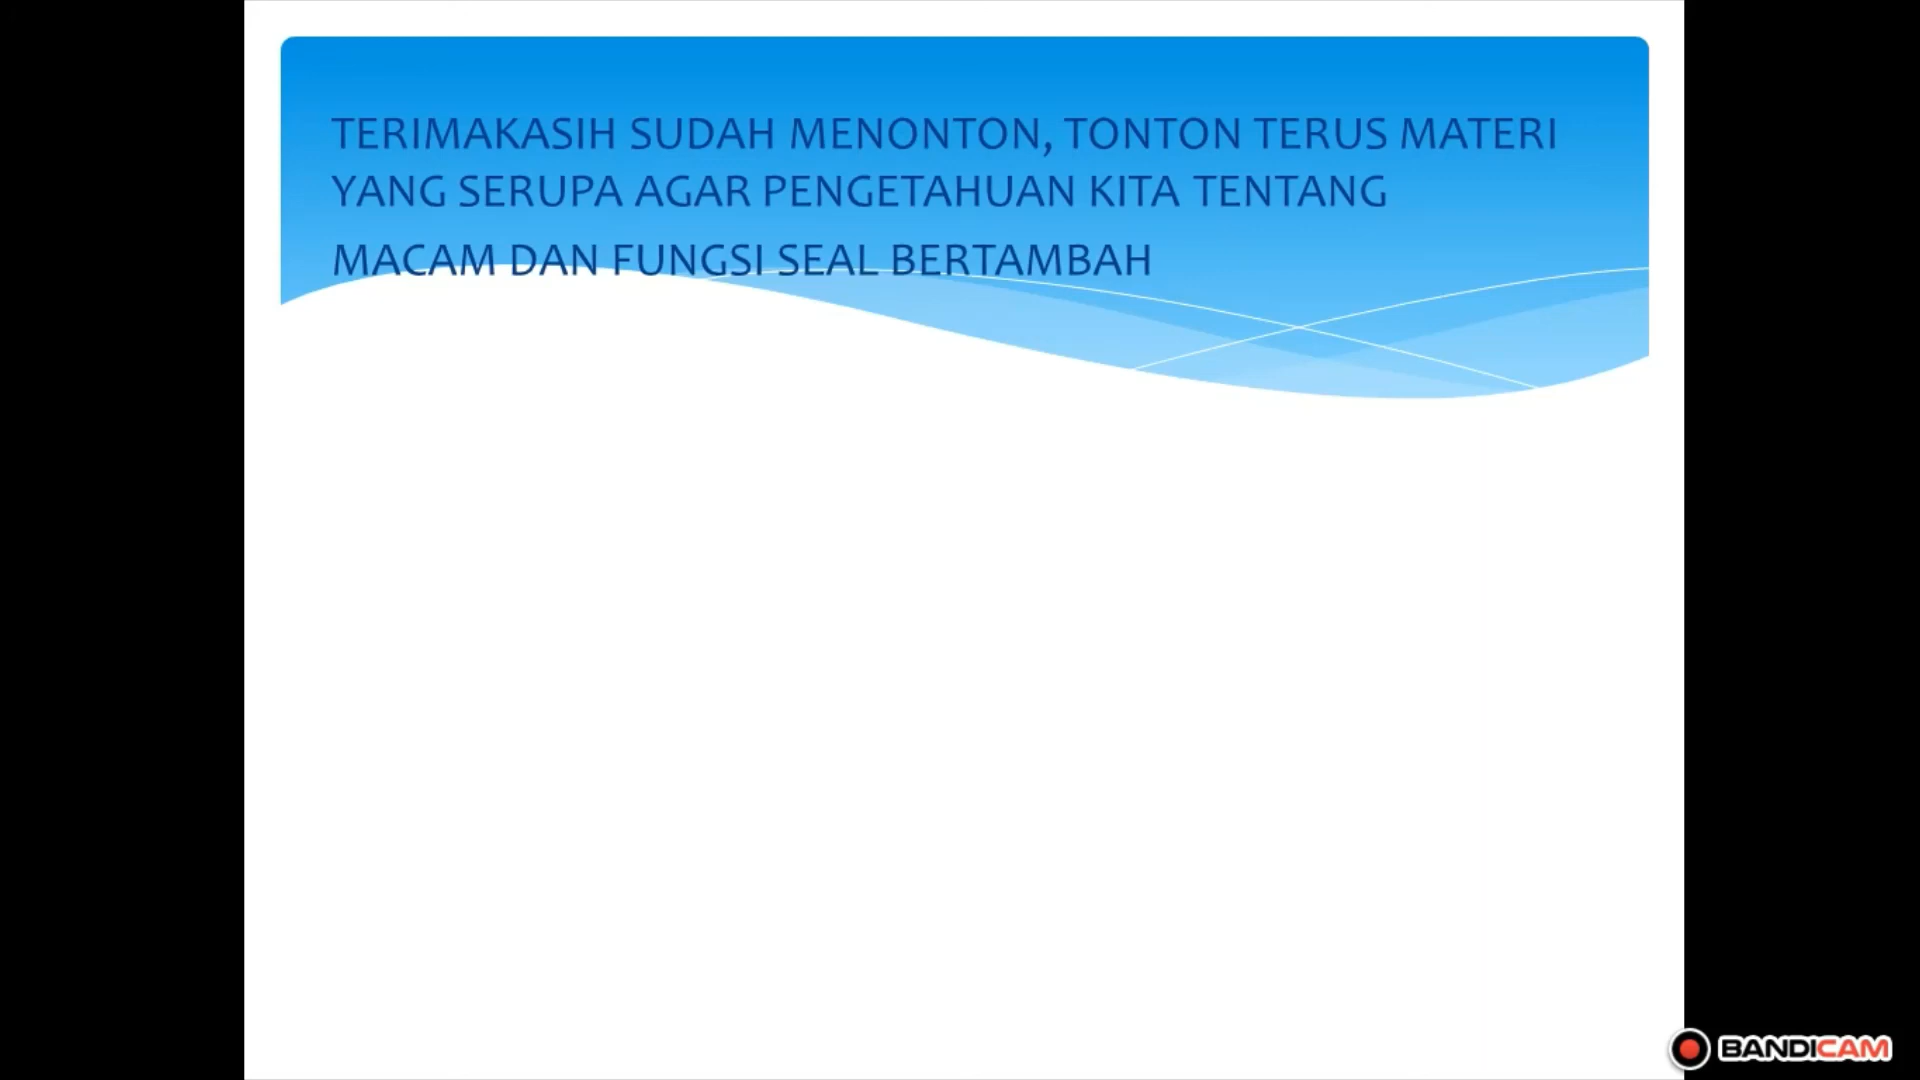 TERIMAKASIH SUDAH MENONTON, TONTON TERUS MATERI
YANG SERUPA AGAR PENGETAHUAN KITA TENTANG
MACAM DAN FUNGSI SEAL BERTAMBAH
BANDICAM